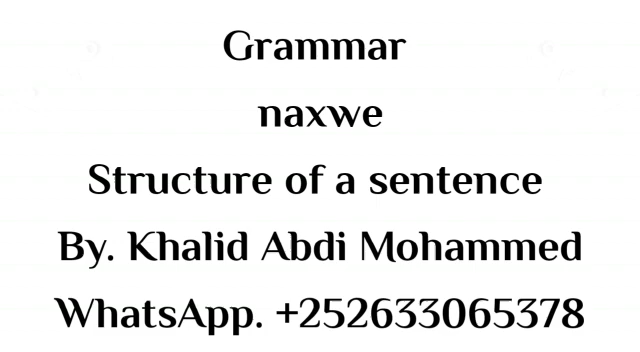 Grammar
naxwe
Structure of a sentence
By. Khalid Abdi Mohammed
WhatsApp. +252633065378